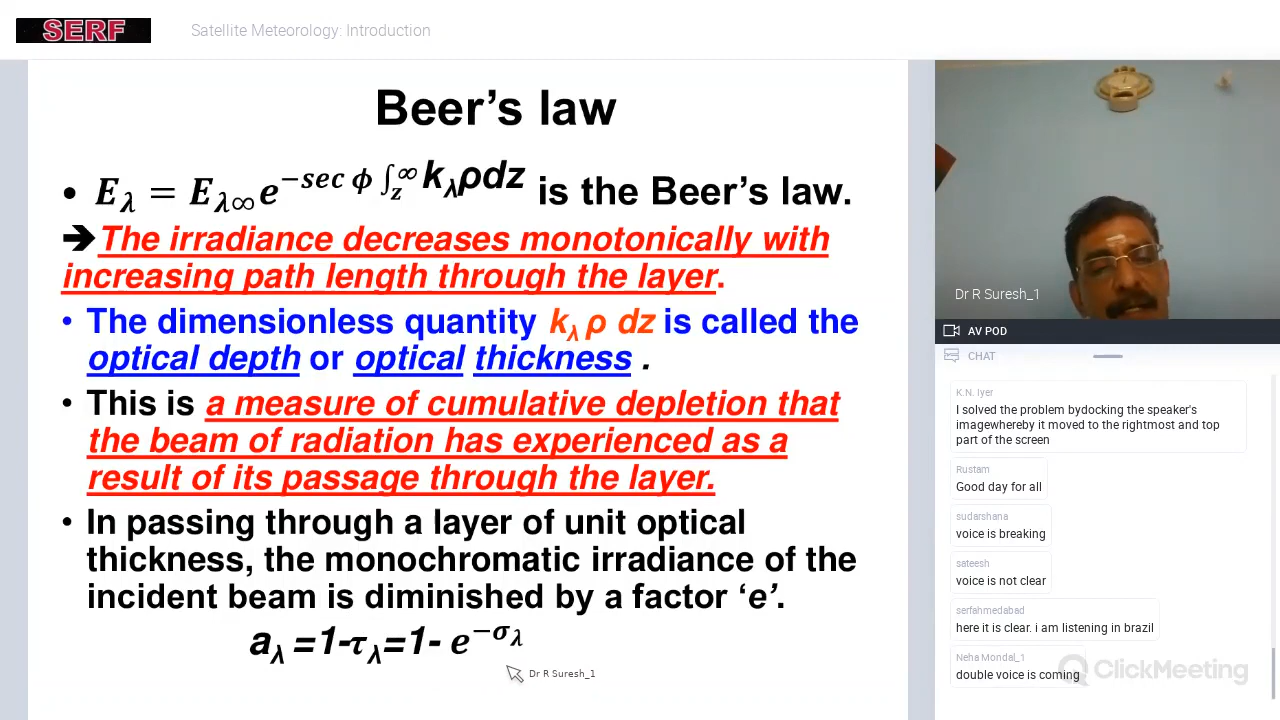 SERF
Satellite Meteorology: Introduction
Beer's law
• E_λ = E_λ∞ e^{−sec ϕ ∫_z^∞ k_λ ρdz} is the Beer's law.
➔The irradiance decreases monotonically with
increasing path length through the layer.
• The dimensionless quantity k_λ ρ dz is called the
optical depth or optical thickness .
• This is a measure of cumulative depletion that
the beam of radiation has experienced as a
result of its passage through the layer.
• In passing through a layer of unit optical
thickness, the monochromatic irradiance of the
incident beam is diminished by a factor ‘e’.
a_λ =1-τ_λ=1- e^{−σ_λ}
Dr R Suresh_1
Dr R Suresh_1
AV POD
CHAT
K.N. Iyer
I solved the problem bydocking the speaker's
imagewhereby it moved to the rightmost and top
part of the screen
Rustam
Good day for all
sudarshana
voice is breaking
sateesh
voice is not clear
serfahmedabad
here it is clear. i am listening in brazil
Neha Mondal_1
double voice is coming
ClickMeeting